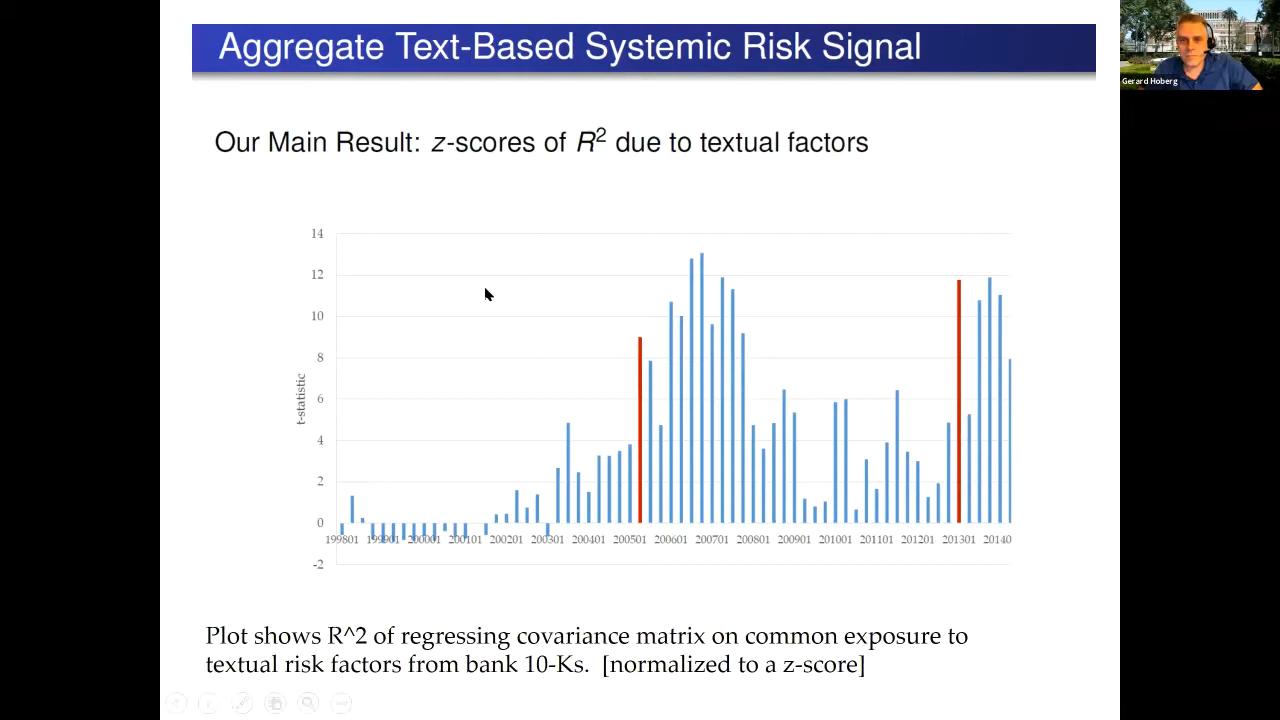 Aggregate Text-Based Systemic Risk Signal
Gerard Hoberg
Our Main Result: z-scores of R² due to textual factors
14
12
10
8
6
4
2
0
-2
t-statistic
199801 199901 200001 200101 200201 200301 200401 200501 200601 200701 200801 200901 201001 201101 201201 201301 20140
Plot shows R^2 of regressing covariance matrix on common exposure to
textual risk factors from bank 10-Ks. [normalized to a z-score]